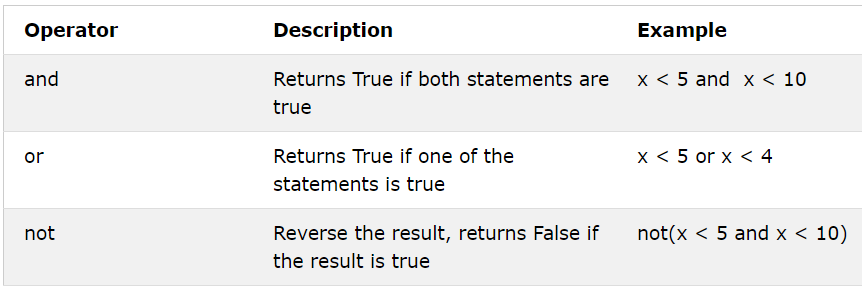 Operator Description Example
and Returns True if both statements are x < 5 and  x < 10
true
or Returns True if one of the x < 5 or x < 4
statements is true
not Reverse the result, returns False if not(x < 5 and x < 10)
the result is true